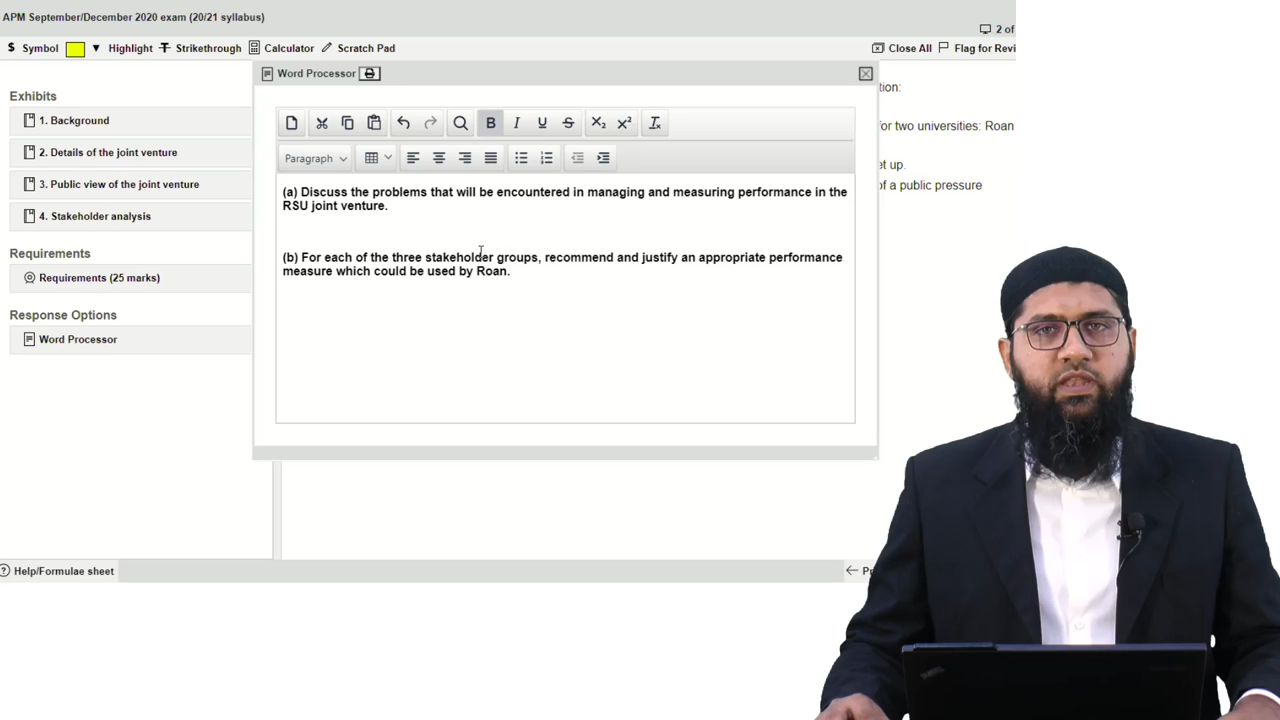 APM September/December 2020 exam (20/21 syllabus)
2 of
$ Symbol ▼ Highlight Strikethrough Calculator Scratch Pad Close All Flag for Revi
Word Processor
Exhibits
1. Background
2. Details of the joint venture
3. Public view of the joint venture
4. Stakeholder analysis
Requirements
Requirements (25 marks)
Response Options
Word Processor
B I U S X₂ X² Ix
Paragraph
(a) Discuss the problems that will be encountered in managing and measuring performance in the
RSU joint venture.
(b) For each of the three stakeholder groups, recommend and justify an appropriate performance
measure which could be used by Roan.
tion:
for two universities: Roan
et up.
of a public pressure
Help/Formulae sheet